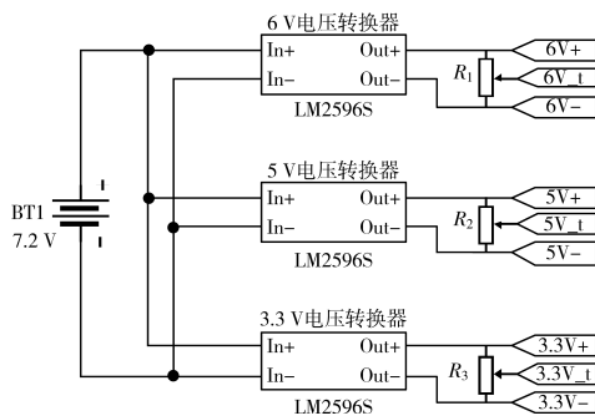 6 V电压转换器
In+ Out+
In− Out−
LM2596S
R1
6V+
6V_t
6V−
5 V电压转换器
In+ Out+
In− Out−
LM2596S
R2
5V+
5V_t
5V−
BT1
7.2 V
3.3 V电压转换器
In+ Out+
In− Out−
LM2596S
R3
3.3V+
3.3V_t
3.3V−